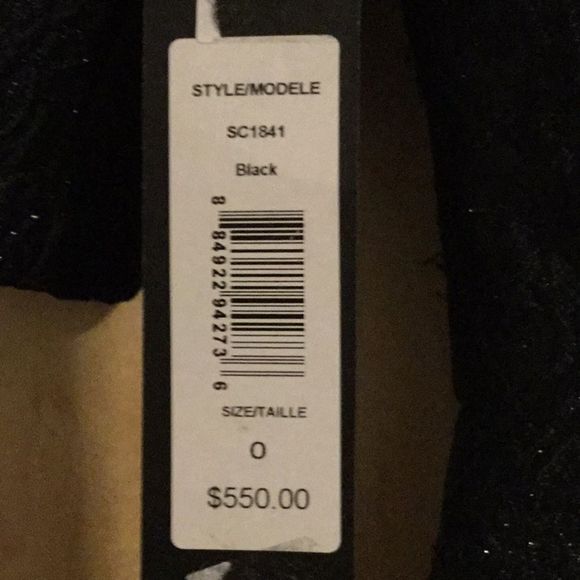 STYLE/MODELE
SC1841
Black
8 84922 94273 6
SIZE/TAILLE
0
$550.00